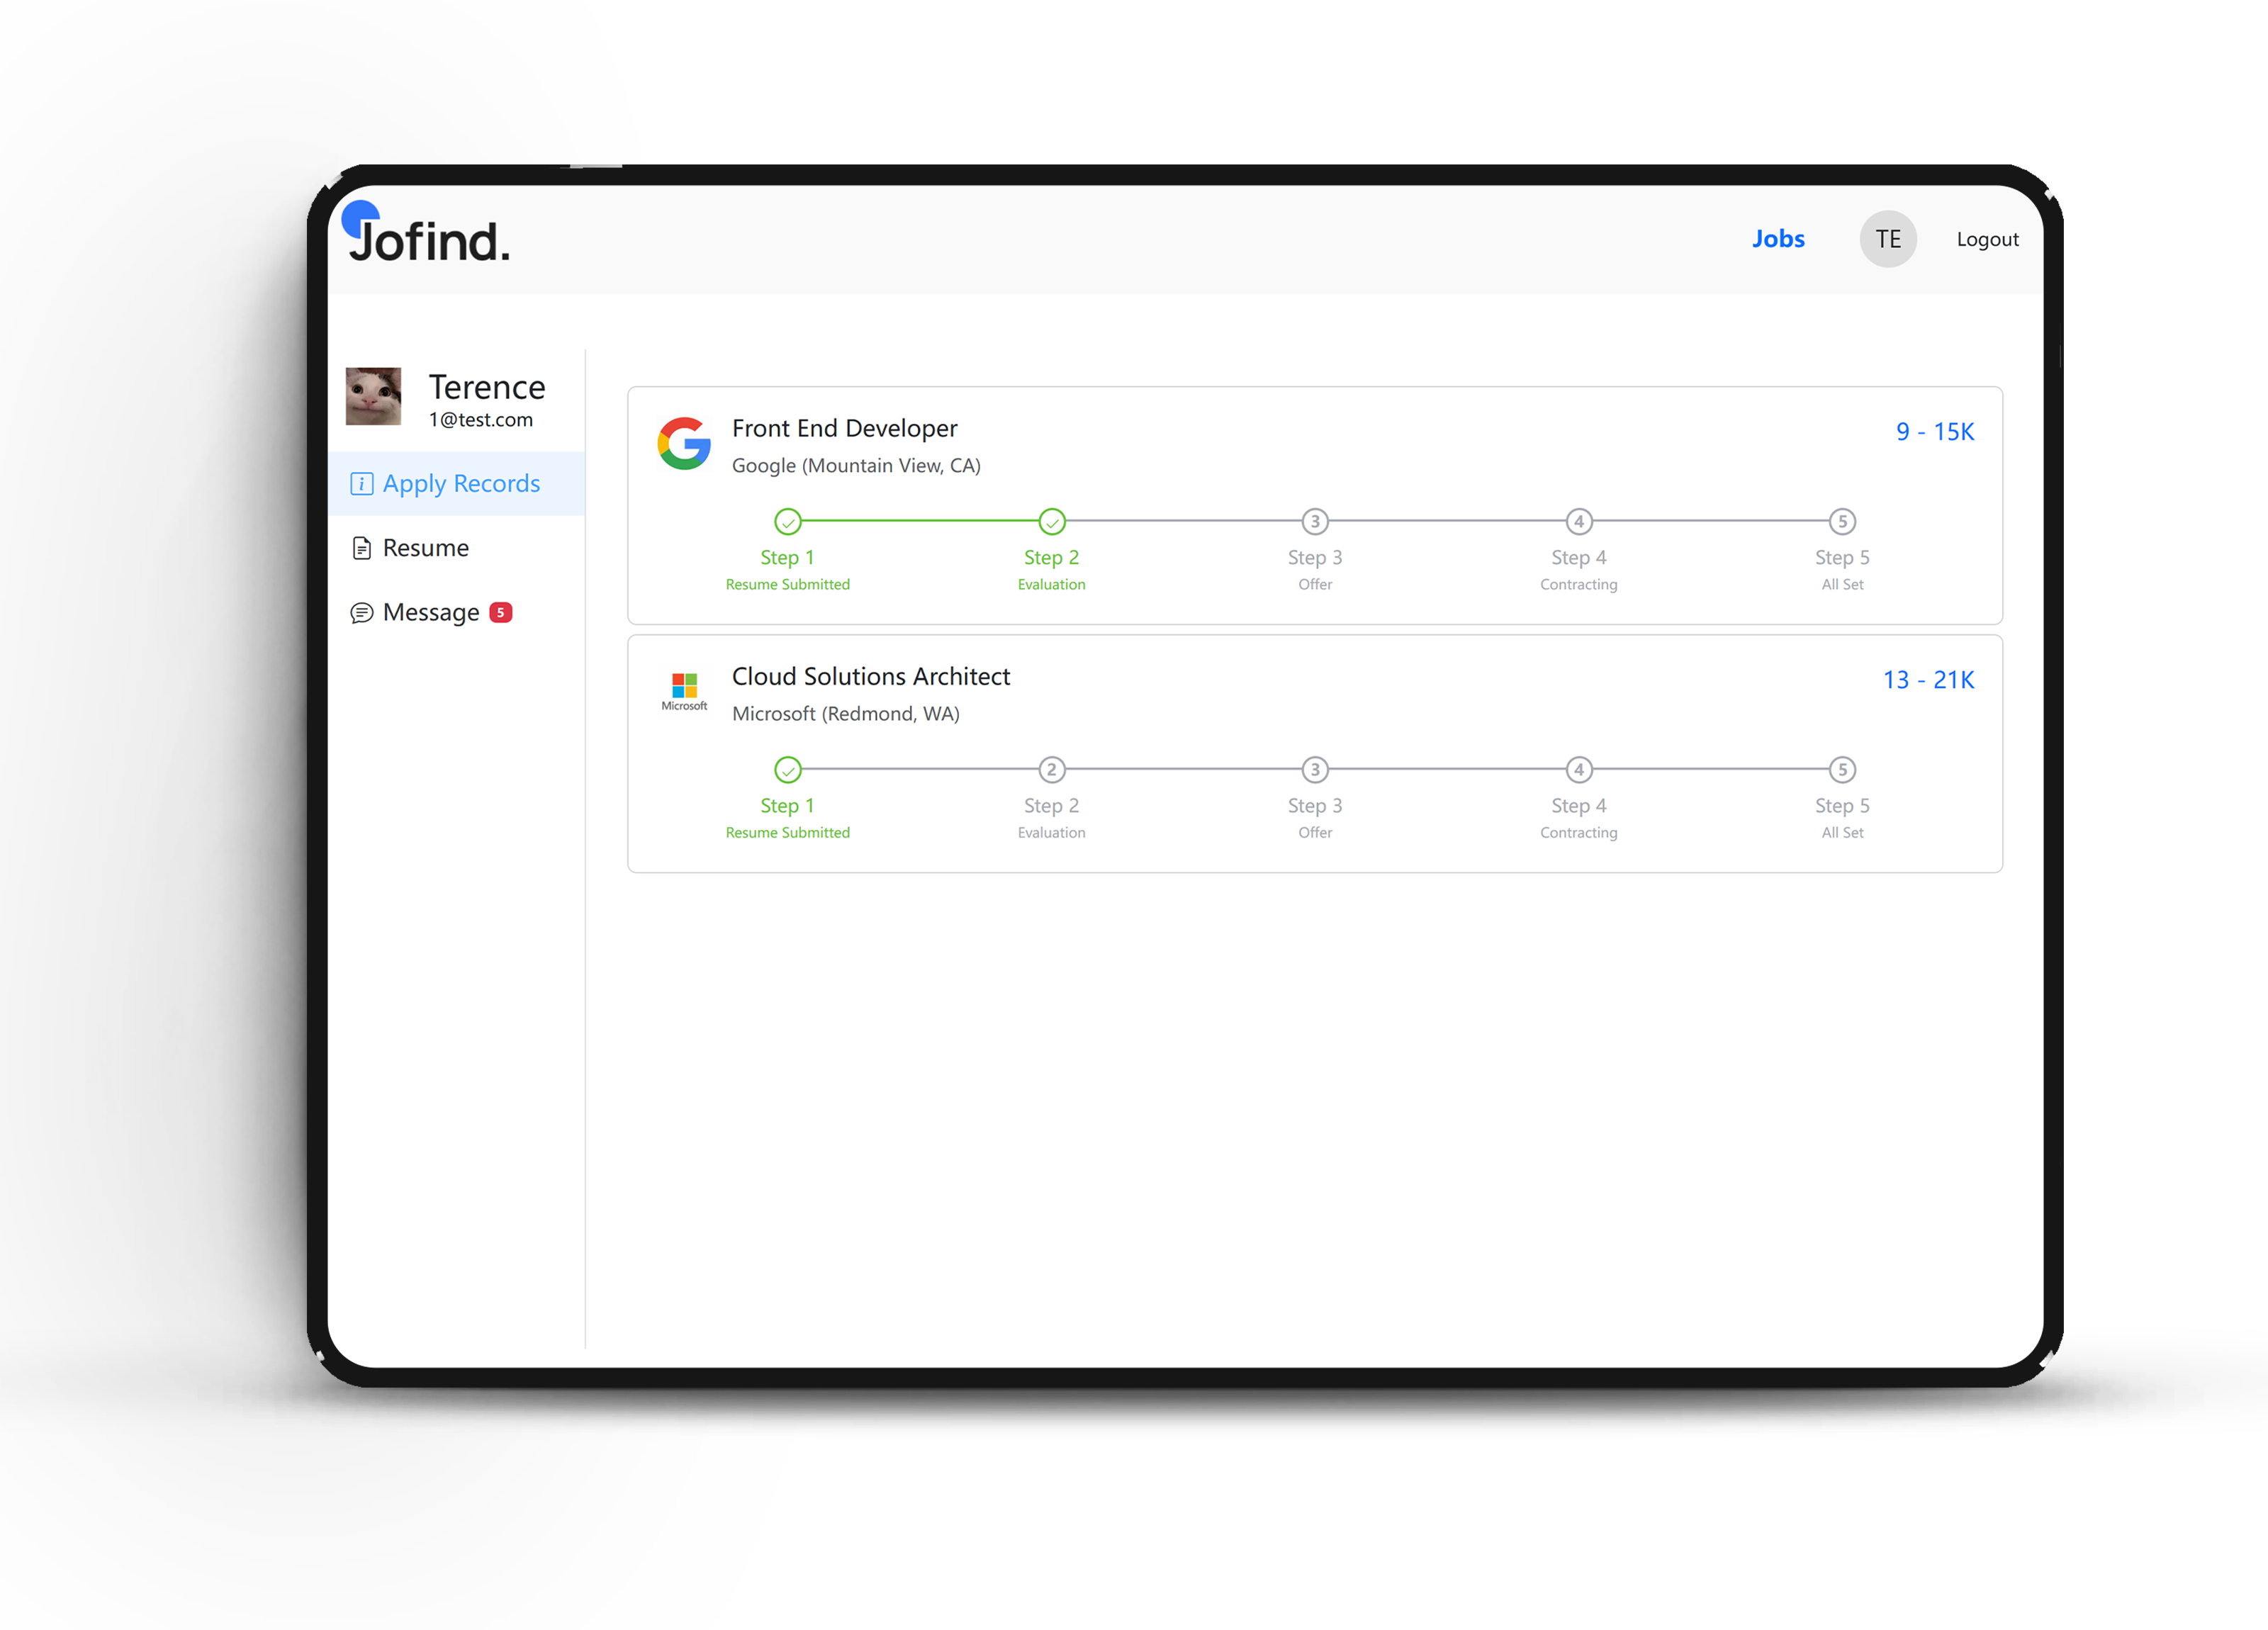 Jofind.
Jobs
TE
Logout
Terence
1@test.com
Apply Records
Resume
Message 5
Front End Developer
9 - 15K
Google (Mountain View, CA)
3 4 5
Step 1 Step 2 Step 3 Step 4 Step 5
Resume Submitted Evaluation Offer Contracting All Set
Cloud Solutions Architect
13 - 21K
Microsoft
Microsoft (Redmond, WA)
2 3 4 5
Step 1 Step 2 Step 3 Step 4 Step 5
Resume Submitted Evaluation Offer Contracting All Set